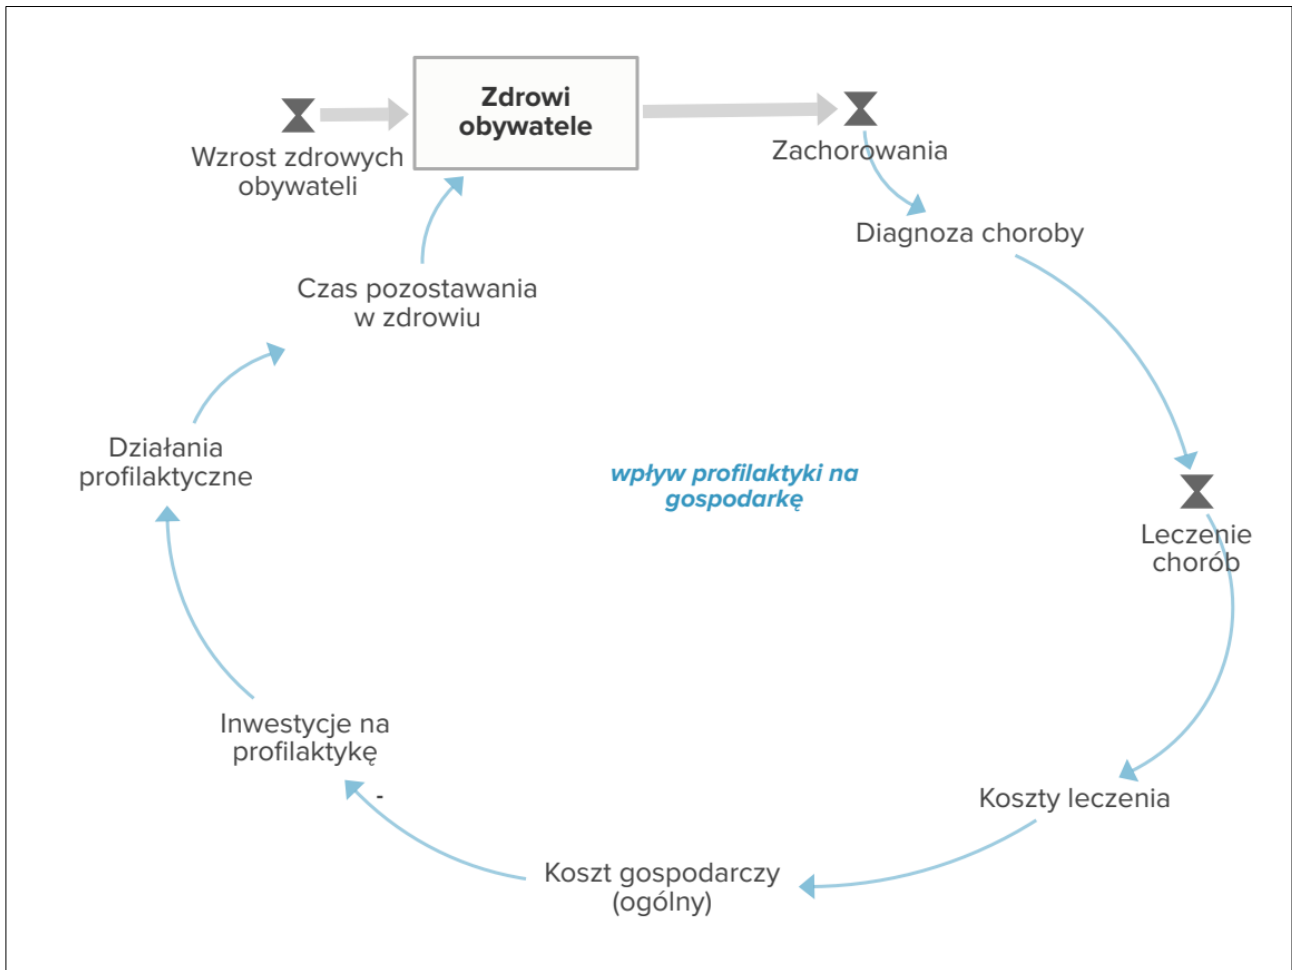 Zdrowi
obywatele
Wzrost zdrowych
obywateli
Zachorowania
Diagnoza choroby
Czas pozostawania
w zdrowiu
Działania
profilaktyczne
wpływ profilaktyki na
gospodarkę
Leczenie
chorób
Inwestycje na
profilaktykę
-
Koszty leczenia
Koszt gospodarczy
(ogólny)